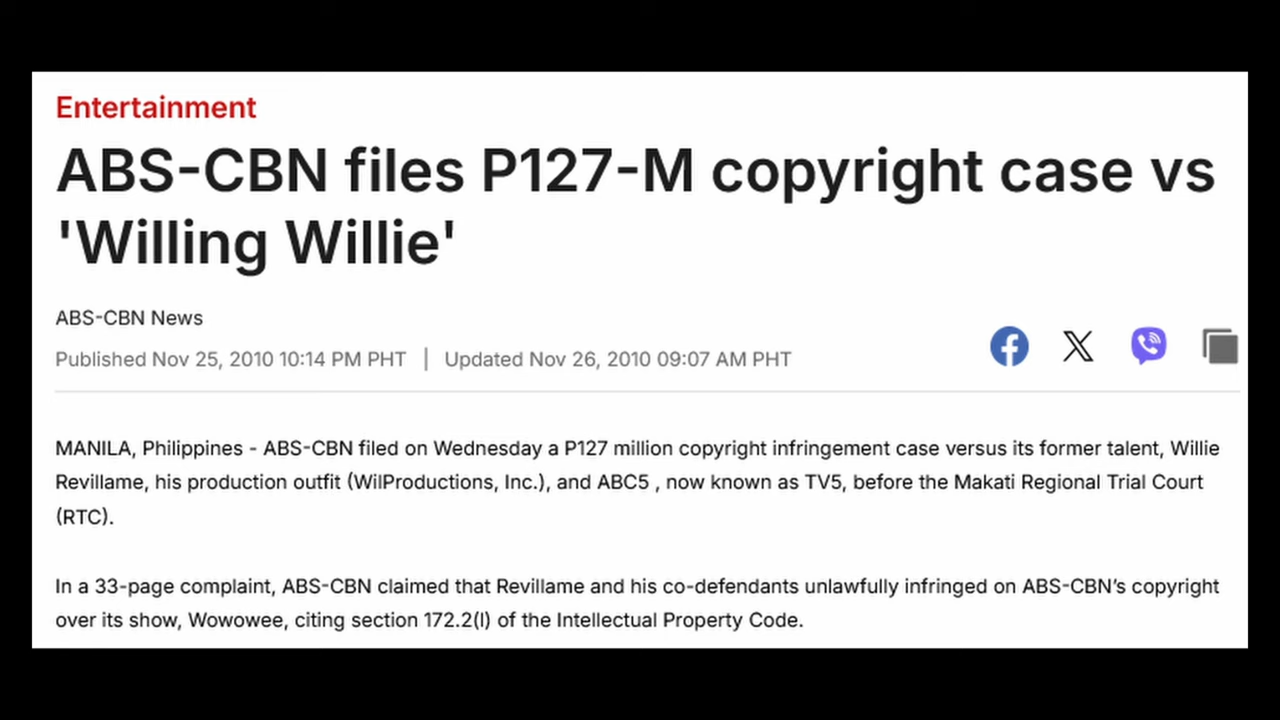 Entertainment
ABS-CBN files P127-M copyright case vs
'Willing Willie'
ABS-CBN News
Published Nov 25, 2010 10:14 PM PHT | Updated Nov 26, 2010 09:07 AM PHT
MANILA, Philippines - ABS-CBN filed on Wednesday a P127 million copyright infringement case versus its former talent, Willie
Revillame, his production outfit (WilProductions, Inc.), and ABC5 , now known as TV5, before the Makati Regional Trial Court
(RTC).
In a 33-page complaint, ABS-CBN claimed that Revillame and his co-defendants unlawfully infringed on ABS-CBN’s copyright
over its show, Wowowee, citing section 172.2(l) of the Intellectual Property Code.